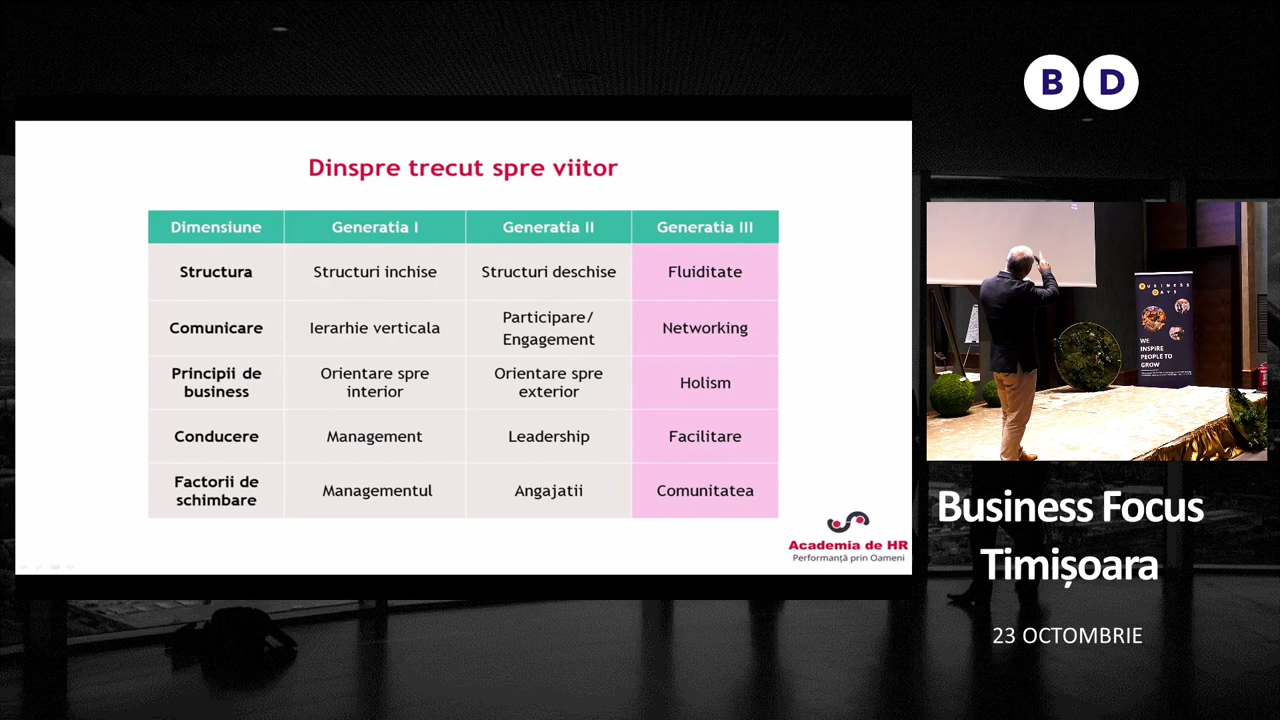 B D
Dinspre trecut spre viitor
Dimensiune Generatia I Generatia II Generatia III
Structura Structuri inchise Structuri deschise Fluiditate
Comunicare Ierarhie verticala Participare/
Engagement Networking
Principii de
business Orientare spre
interior Orientare spre
exterior Holism
Conducere Management Leadership Facilitare
Factorii de
schimbare Managementul Angajatii Comunitatea
Academia de HR
Performanță prin Oameni
BUSINESS
DAYS
WE
INSPIRE
PEOPLE TO
GROW
Business Focus
Timișoara
23 OCTOMBRIE